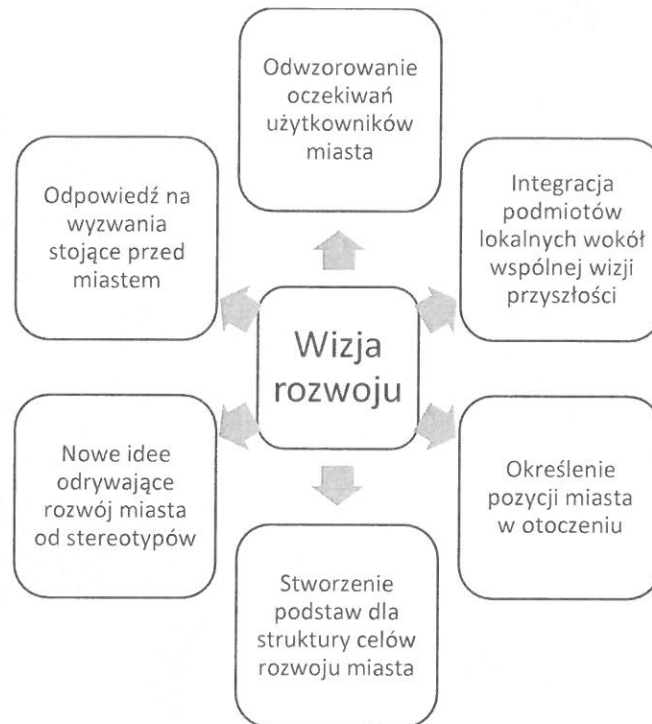 Odwzorowanie
oczekiwań
użytkowników
miasta
Integracja
podmiotów
lokalnych wokół
wspólnej wizji
przyszłości
Odpowiedź na
wyzwania
stojące przed
miastem
Wizja
rozwoju
Nowe idee
odrywające
rozwój miasta
od stereotypów
Określenie
pozycji miasta
w otoczeniu
Stworzenie
podstaw dla
struktury celów
rozwoju miasta